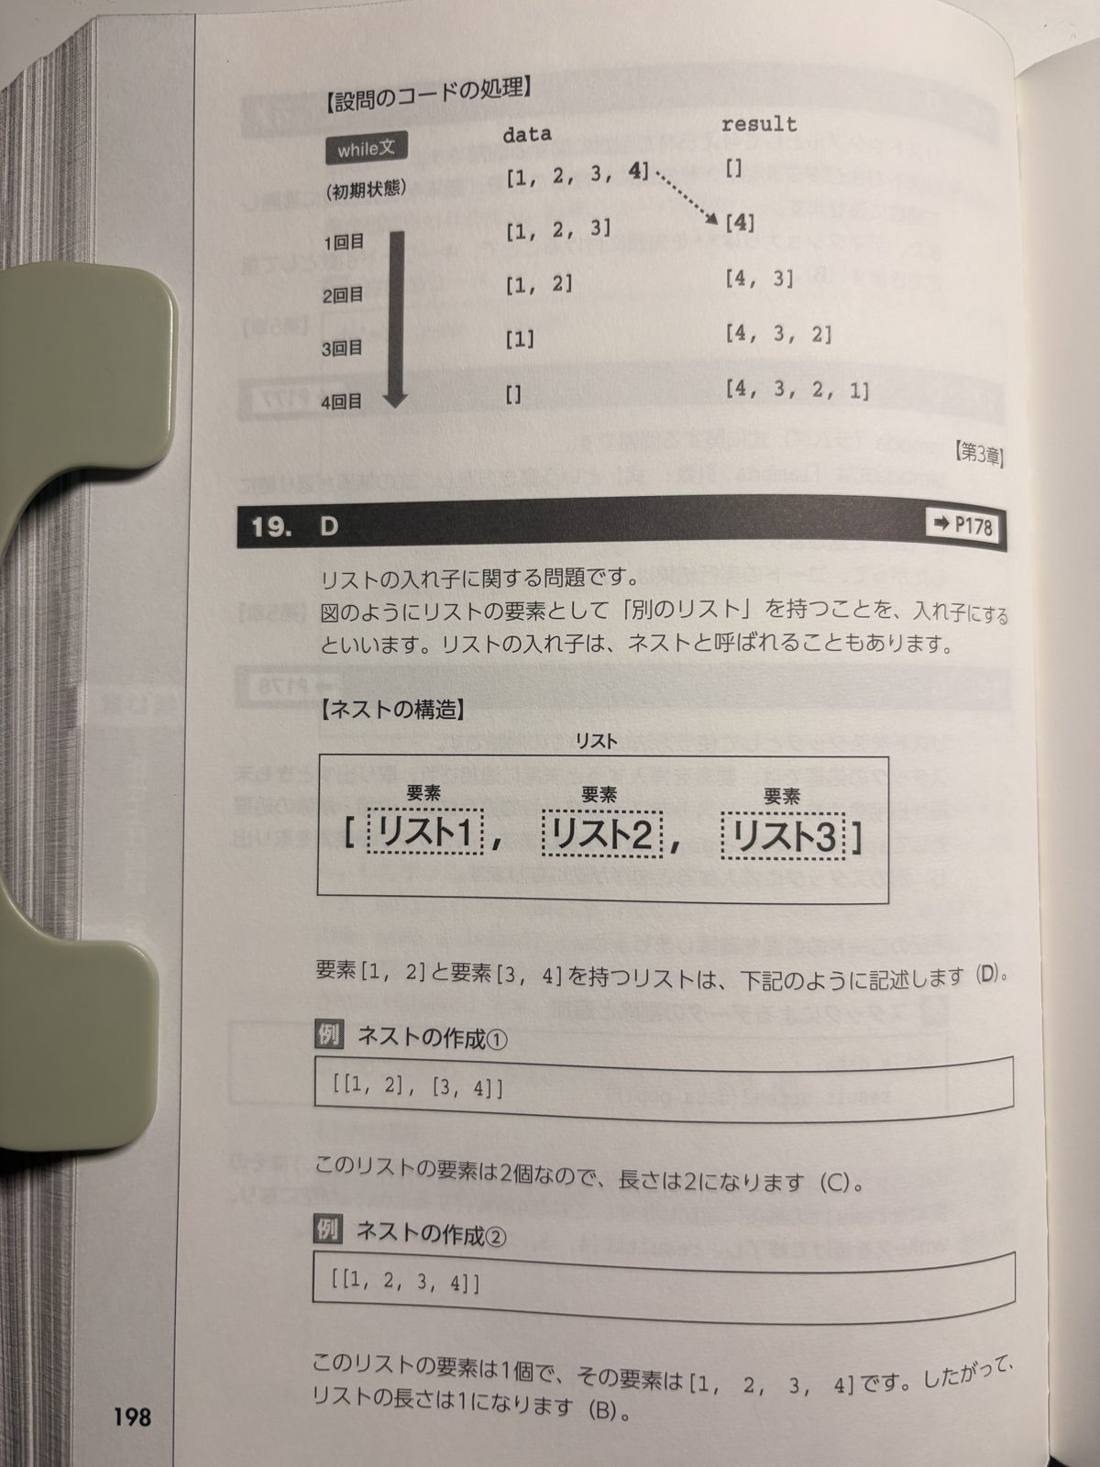 【設問のコードの処理】
while文 data result
(初期状態) [1, 2, 3, 4] []
1回目 [1, 2, 3] [4]
2回目 [1, 2] [4, 3]
3回目 [1] [4, 3, 2]
4回目 [] [4, 3, 2, 1]
【第3章】
19. D ➡P178
リストの入れ子に関する問題です。
図のようにリストの要素として「別のリスト」を持つことを、入れ子にする
といいます。リストの入れ子は、ネストと呼ばれることもあります。
【ネストの構造】
リスト
要素 要素 要素
[ リスト1 , リスト2 , リスト3 ]
要素[1, 2]と要素[3, 4]を持つリストは、下記のように記述します（D）。
例 ネストの作成①
[[1, 2], [3, 4]]
このリストの要素は2個なので、長さは2になります（C）。
例 ネストの作成②
[[1, 2, 3, 4]]
このリストの要素は1個で、その要素は[1, 2, 3, 4]です。したがって、
リストの長さは1になります（B）。
198